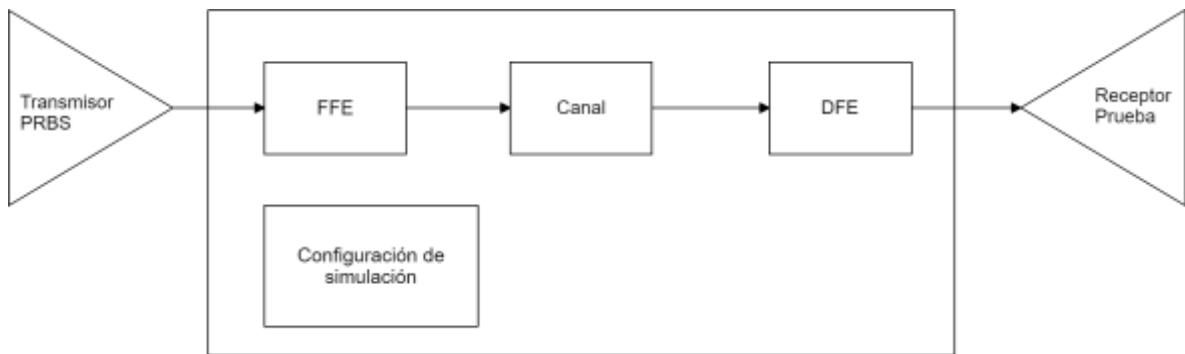 Transmisor
PRBS
FFE
Canal
DFE
Receptor
Prueba
Configuración de
simulación